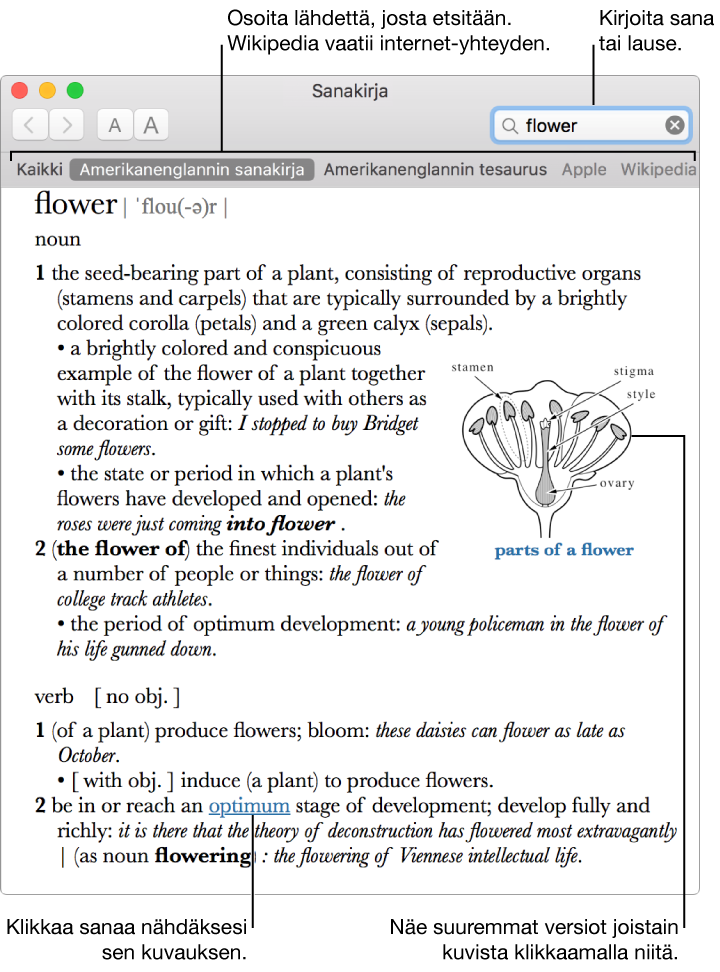 Osoita lähdettä, josta etsitään.
Wikipedia vaatii internet-yhteyden.
Kirjoita sana
tai lause.
Sanakirja
A A
flower
Kaikki Amerikanenglannin sanakirja Amerikanenglannin tesaurus Apple Wikipedia
flower | ˈflou(-ə)r |
noun
1 the seed-bearing part of a plant, consisting of reproductive organs
(stamens and carpels) that are typically surrounded by a brightly
colored corolla (petals) and a green calyx (sepals).
• a brightly colored and conspicuous
example of the flower of a plant together
with its stalk, typically used with others as
a decoration or gift: I stopped to buy Bridget
some flowers.
• the state or period in which a plant's
flowers have developed and opened: the
roses were just coming into flower .
stamen
stigma
style
ovary
parts of a flower
2 (the flower of) the finest individuals out of
a number of people or things: the flower of
college track athletes.
• the period of optimum development: a young policeman in the flower of
his life gunned down.
verb [ no obj. ]
1 (of a plant) produce flowers; bloom: these daisies can flower as late as
October.
• [ with obj. ] induce (a plant) to produce flowers.
2 be in or reach an optimum stage of development; develop fully and
richly: it is there that the theory of deconstruction has flowered most extravagantly
| (as noun flowering) : the flowering of Viennese intellectual life.
Klikkaa sanaa nähdäksesi
sen kuvauksen.
Näe suuremmat versiot joistain
kuvista klikkaamalla niitä.